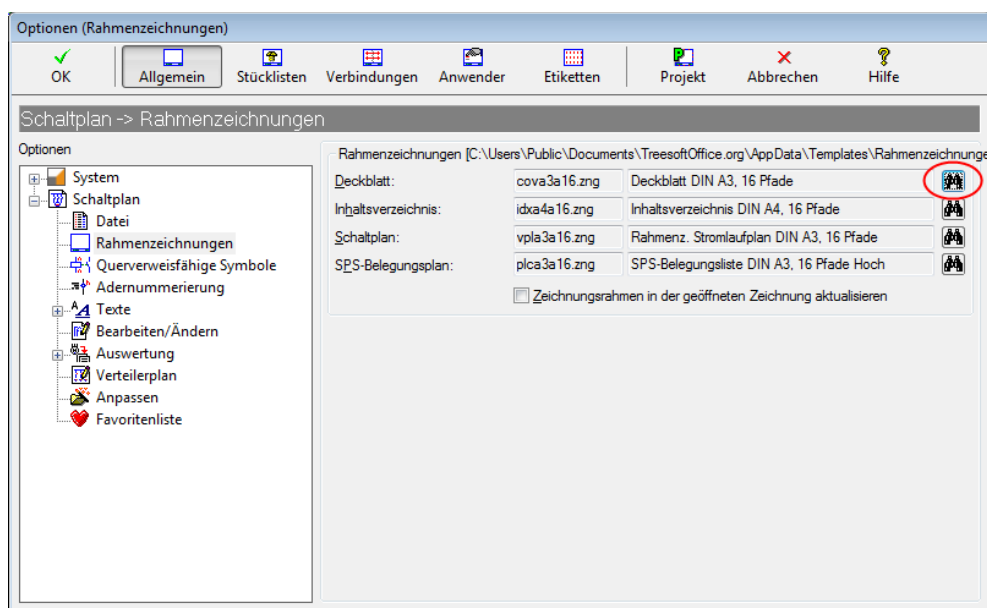 Optionen (Rahmenzeichnungen)
OK Allgemein Stücklisten Verbindungen Anwender Etiketten Projekt Abbrechen Hilfe
Schaltplan -> Rahmenzeichnungen
Optionen
System
Schaltplan
Datei
Rahmenzeichnungen
Querverweisfähige Symbole
Adernummerierung
Texte
Bearbeiten/Ändern
Auswertung
Verteilerplan
Anpassen
Favoritenliste
Rahmenzeichnungen [C:\Users\Public\Documents\TreesoftOffice.org\AppData\Templates\Rahmenzeichnunge
Deckblatt: cova3a16.zng Deckblatt DIN A3, 16 Pfade
Inhaltsverzeichnis: idxa4a16.zng Inhaltsverzeichnis DIN A4, 16 Pfade
Schaltplan: vpla3a16.zng Rahmenz. Stromlaufplan DIN A3, 16 Pfade
SPS-Belegungsplan: plca3a16.zng SPS-Belegungsliste DIN A3, 16 Pfade Hoch
Zeichnungsrahmen in der geöffneten Zeichnung aktualisieren